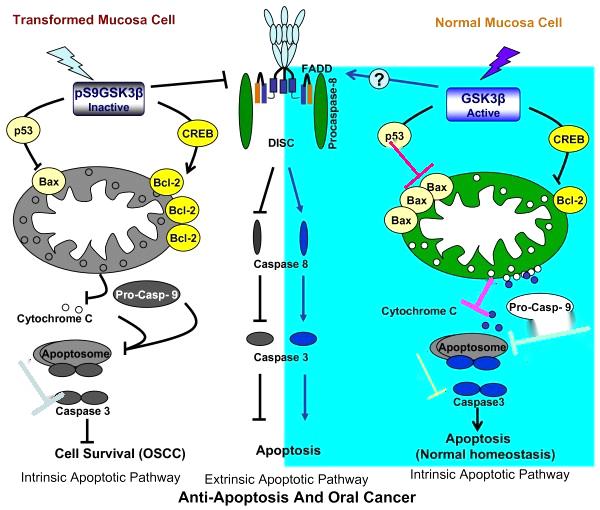 Transformed Mucosa Cell
Normal Mucosa Cell
pS9GSK3β
Inactive
p53
CREB
Bax
Bcl-2
Bcl-2
Bcl-2
Pro-Casp- 9
Cytochrome C
Apoptosome
Caspase 3
Cell Survival (OSCC)
Intrinsic Apoptotic Pathway
FADD
Procaspase-8
DISC
Caspase 8
Caspase 3
Apoptosis
Extrinsic Apoptotic Pathway
?
GSK3β
Active
p53
CREB
Bax
Bax
Bax
Bcl-2
Cytochrome C
Pro-Casp- 9
Apoptosome
Caspase3
Apoptosis
(Normal homeostasis)
Intrinsic Apoptotic Pathway
Anti-Apoptosis And Oral Cancer